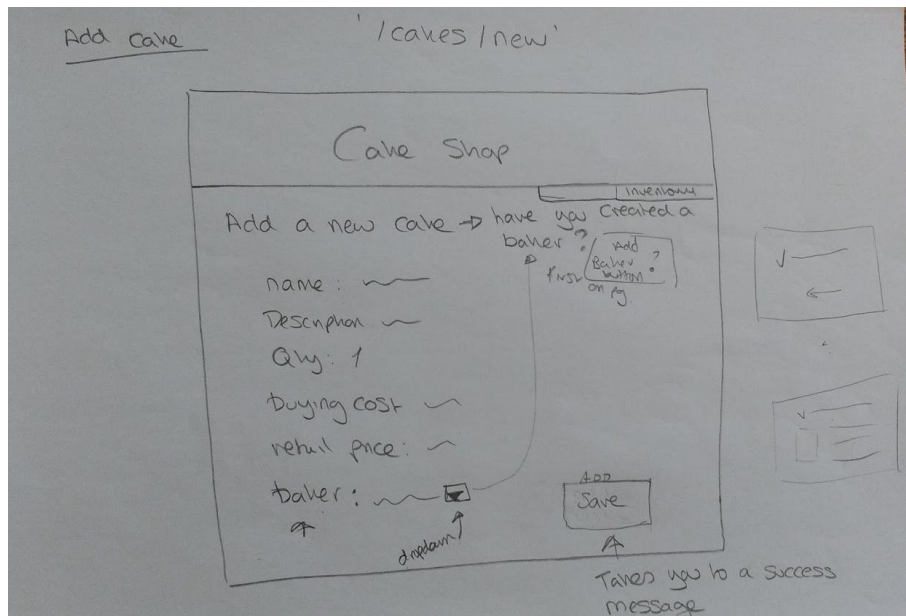 Add cake
'/cakes/new'
Cake Shop
inventory
Add a new cake → have you created a
baker?
Add
Baker ?
button
on pg.
name:
Description
Qty: 1
buying cost
retail price:
baker:
dropdown
ADD
Save
Takes you to a success
message